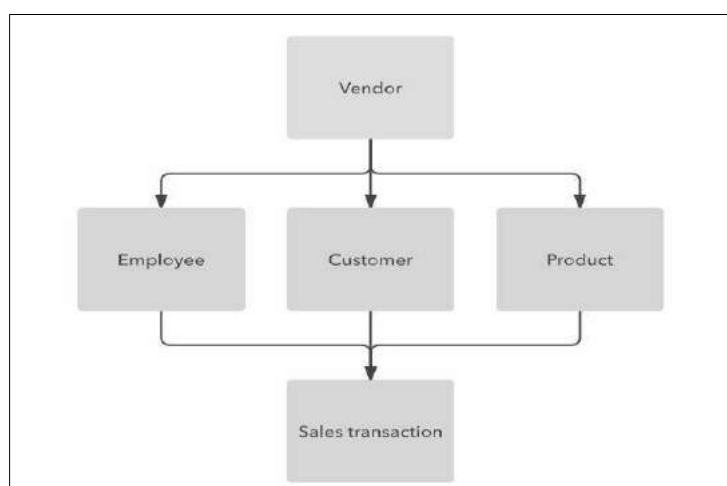 Vendor
Employee
Customer
Product
Sales transaction